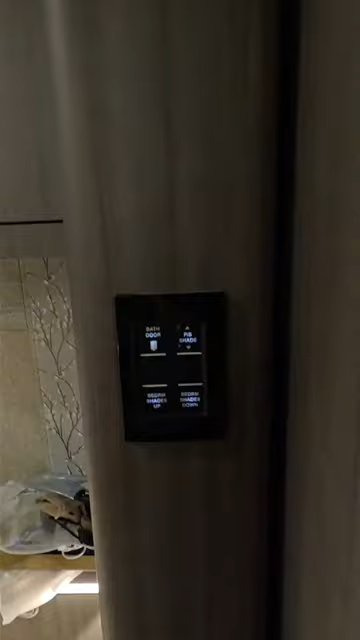 BATH
DOOR
P/B
SHADE
BEDRM
SHADES
UP
BEDRM
SHADES
DOWN